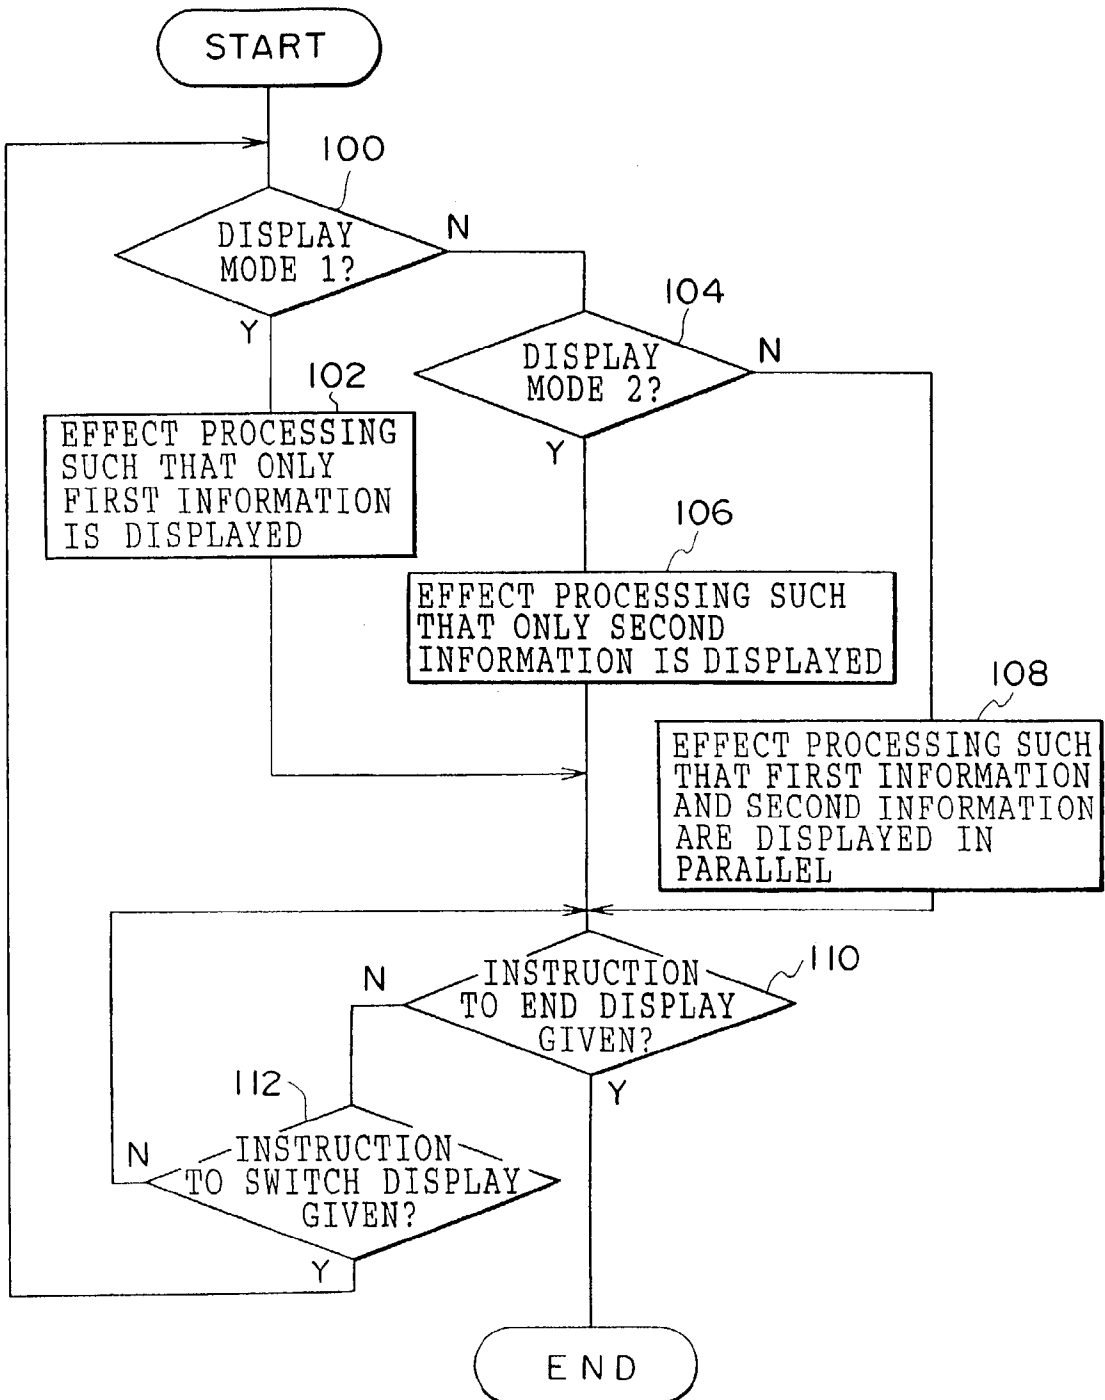 START
100
DISPLAY
MODE 1?
N
Y
104
DISPLAY
MODE 2?
N
Y
102
EFFECT PROCESSING
SUCH THAT ONLY
FIRST INFORMATION
IS DISPLAYED
106
EFFECT PROCESSING SUCH
THAT ONLY SECOND
INFORMATION IS DISPLAYED
108
EFFECT PROCESSING SUCH
THAT FIRST INFORMATION
AND SECOND INFORMATION
ARE DISPLAYED IN
PARALLEL
110
INSTRUCTION
TO END DISPLAY
GIVEN?
N
Y
112
INSTRUCTION
TO SWITCH DISPLAY
GIVEN?
N
Y
END